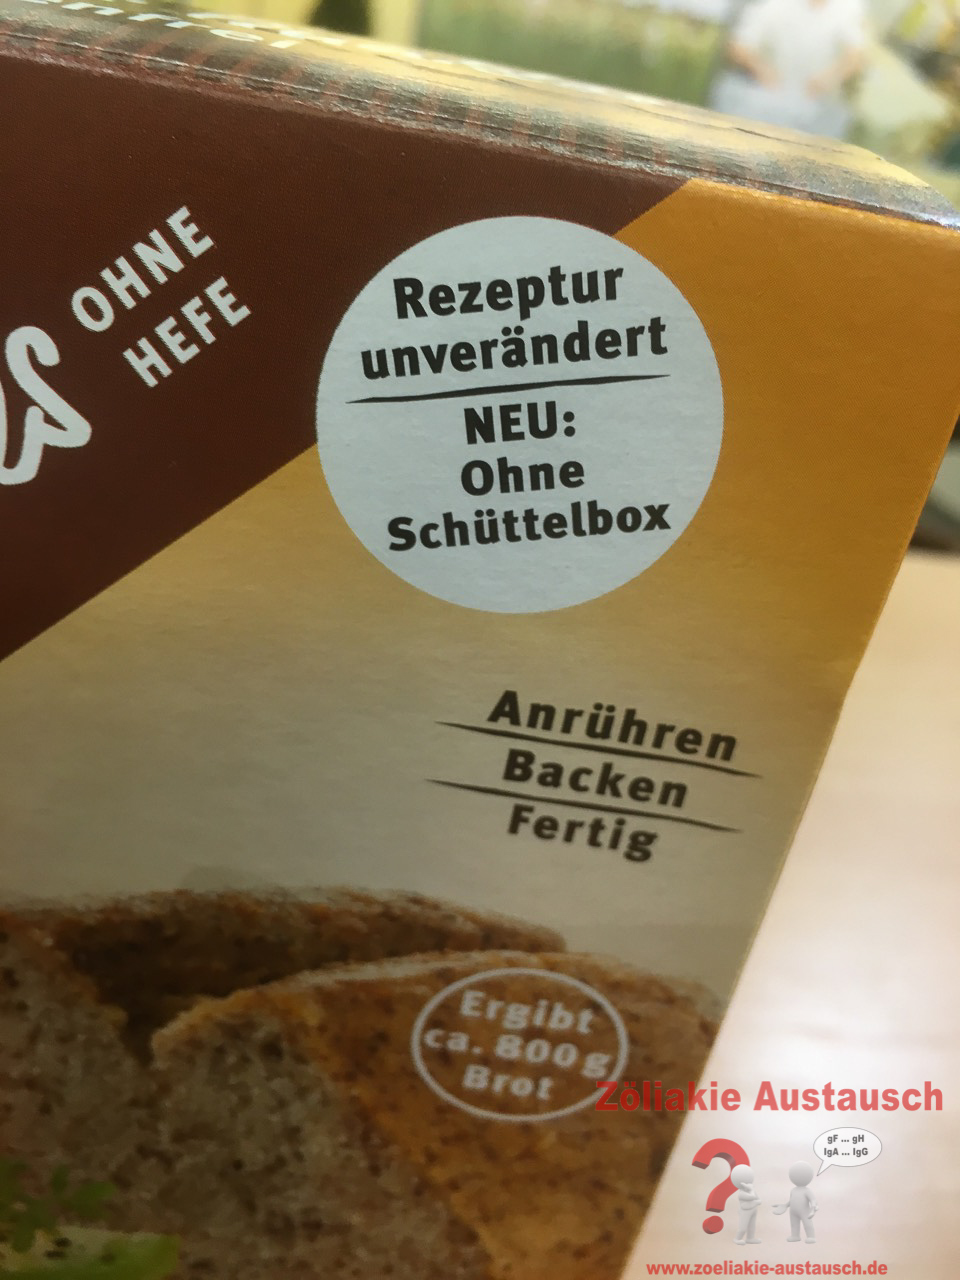 OHNE
HEFE
Rezeptur
unverändert
NEU:
Ohne
Schüttelbox
Anrühren
Backen
Fertig
Ergibt
ca. 800 g
Brot
Zöliakie Austausch
gF ... gH
IgA ... IgG
www.zoeliakie-austausch.de